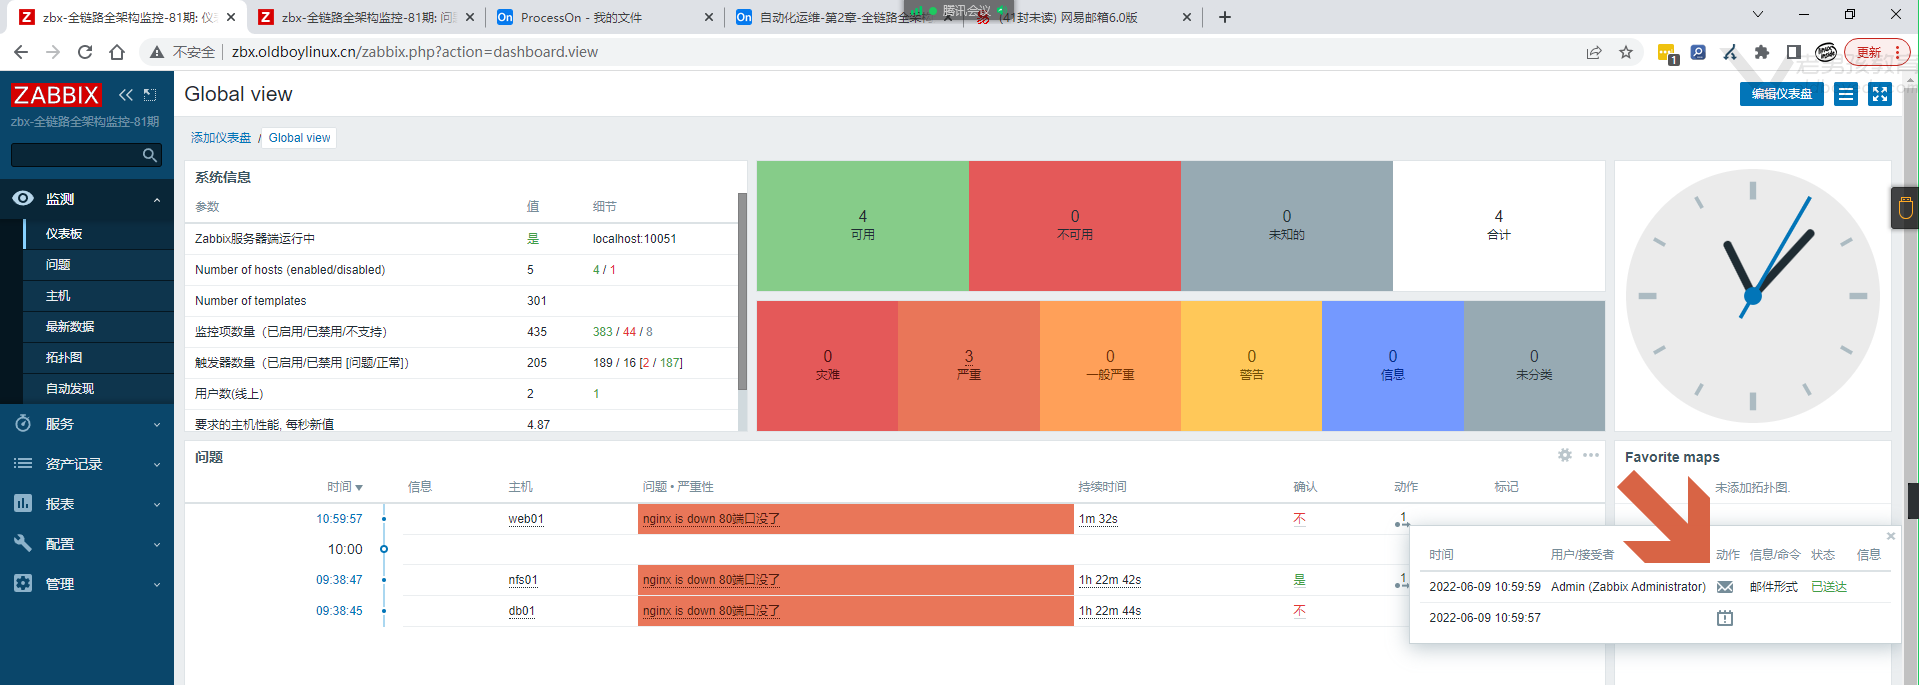 zbx-全链路全架构监控-81期: 仪
zbx-全链路全架构监控-81期: 问题
ProcessOn - 我的文件
自动化运维-第2章-全链路全架
腾讯会议
(41封未读) 网易邮箱6.0版
不安全 zbx.oldboylinux.cn/zabbix.php?action=dashboard.view
1
更新
老男孩教育
ZABBIX
zbx-全链路全架构监控-81期
监测
仪表板
问题
主机
最新数据
拓扑图
自动发现
服务
资产记录
报表
配置
管理
Global view
编辑仪表盘
添加仪表盘 / Global view
系统信息
参数 值 细节
Zabbix服务器端运行中 是 localhost:10051
Number of hosts (enabled/disabled) 5 4 / 1
Number of templates 301
监控项数量（已启用/已禁用/不支持） 435 383 / 44 / 8
触发器数量（已启用/已禁用 [问题/正常]） 205 189 / 16 [2 / 187]
用户数(线上) 2 1
要求的主机性能, 每秒新值 4.87
4
可用
0
不可用
0
未知的
4
合计
0
灾难
3
严重
0
一般严重
0
警告
0
信息
0
未分类
问题
时间 信息 主机 问题 • 严重性 持续时间 确认 动作 标记
10:59:57 web01 nginx is down 80端口没了 1m 32s 不 1
10:00
09:38:47 nfs01 nginx is down 80端口没了 1h 22m 42s 是 1
09:38:45 db01 nginx is down 80端口没了 1h 22m 44s 不
Favorite maps
未添加拓扑图.
时间 用户/接受者 动作 信息/命令 状态 信息
2022-06-09 10:59:59 Admin (Zabbix Administrator) 邮件形式 已送达
2022-06-09 10:59:57